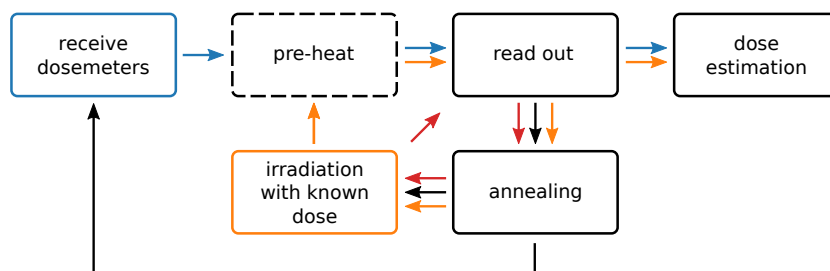 receive
dosemeters
pre-heat
read out
dose
estimation
irradiation
with known
dose
annealing